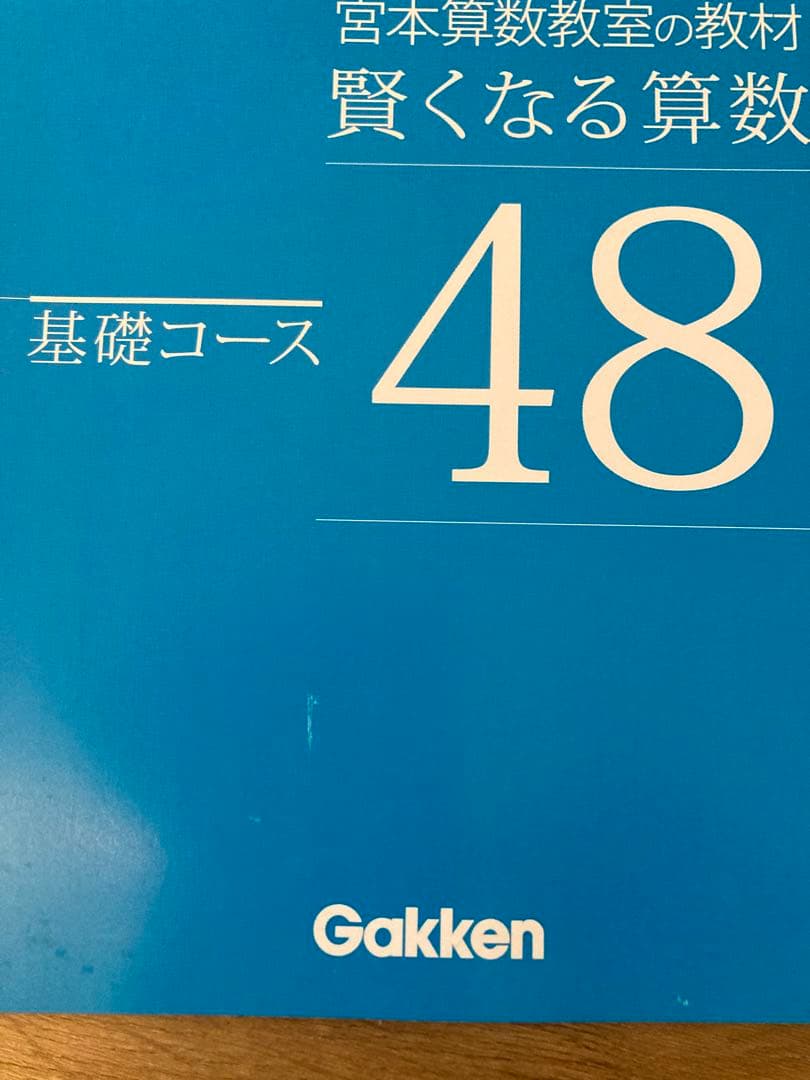 宮本算数教室の教材
賢くなる算数
基礎コース
48
Gakken